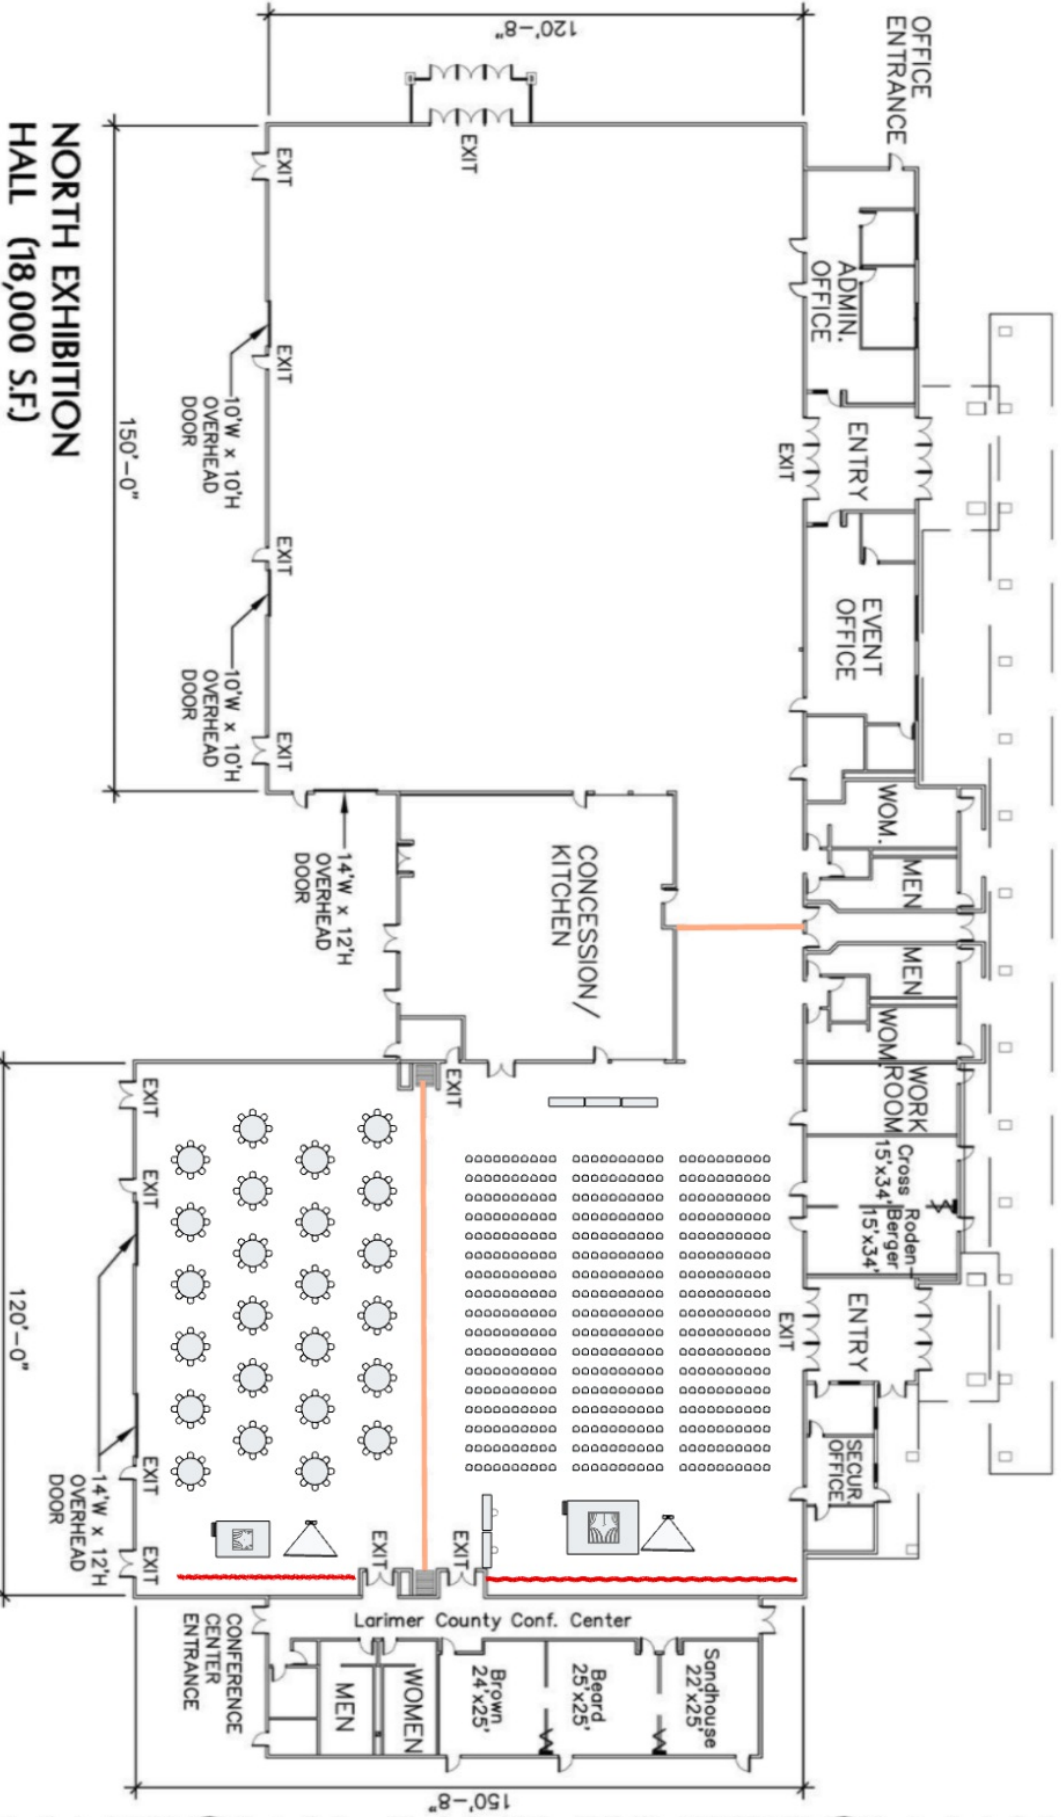 120'-8"
OFFICE
ENTRANCE
EXIT
EXIT
NORTH EXHIBITION
HALL (18,000 S.F.)
ADMIN.
OFFICE
EXIT
10'W x 10'H
OVERHEAD
DOOR
150'-0"
ENTRY
EXIT
EXIT
EVENT
OFFICE
10'W x 10'H
OVERHEAD
DOOR
EXIT
WOM.
MEN
14'W x 12'H
OVERHEAD
DOOR
CONCESSION/
KITCHEN
MEN
WOM.
WORK
ROOM
EXIT
EXIT
EXIT
Cross
15'x34'
Roden-
Berger
15'x34'
120'-0"
ENTRY
EXIT
SECUR.
OFFICE
14'W x 12'H
OVERHEAD
DOOR
EXIT
EXIT
EXIT
EXIT
Larimer County Conf. Center
CONFERENCE
CENTER
ENTRANCE
MEN
WOMEN
Brown
24'x25'
Beard
25'x25'
Sandhouse
22'x25'
150'-8"